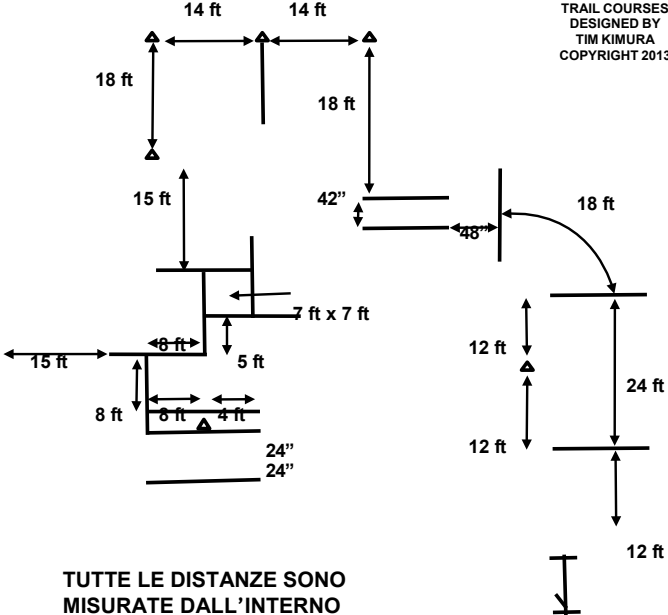 TRAIL COURSES
DESIGNED BY
TIM KIMURA
COPYRIGHT 2013
14 ft
14 ft
18 ft
18 ft
15 ft
42”
48”
18 ft
7 ft x 7 ft
8 ft
15 ft
5 ft
12 ft
24 ft
8 ft
8 ft
4 ft
12 ft
24”
24”
12 ft
TUTTE LE DISTANZE SONO
MISURATE DALL’INTERNO